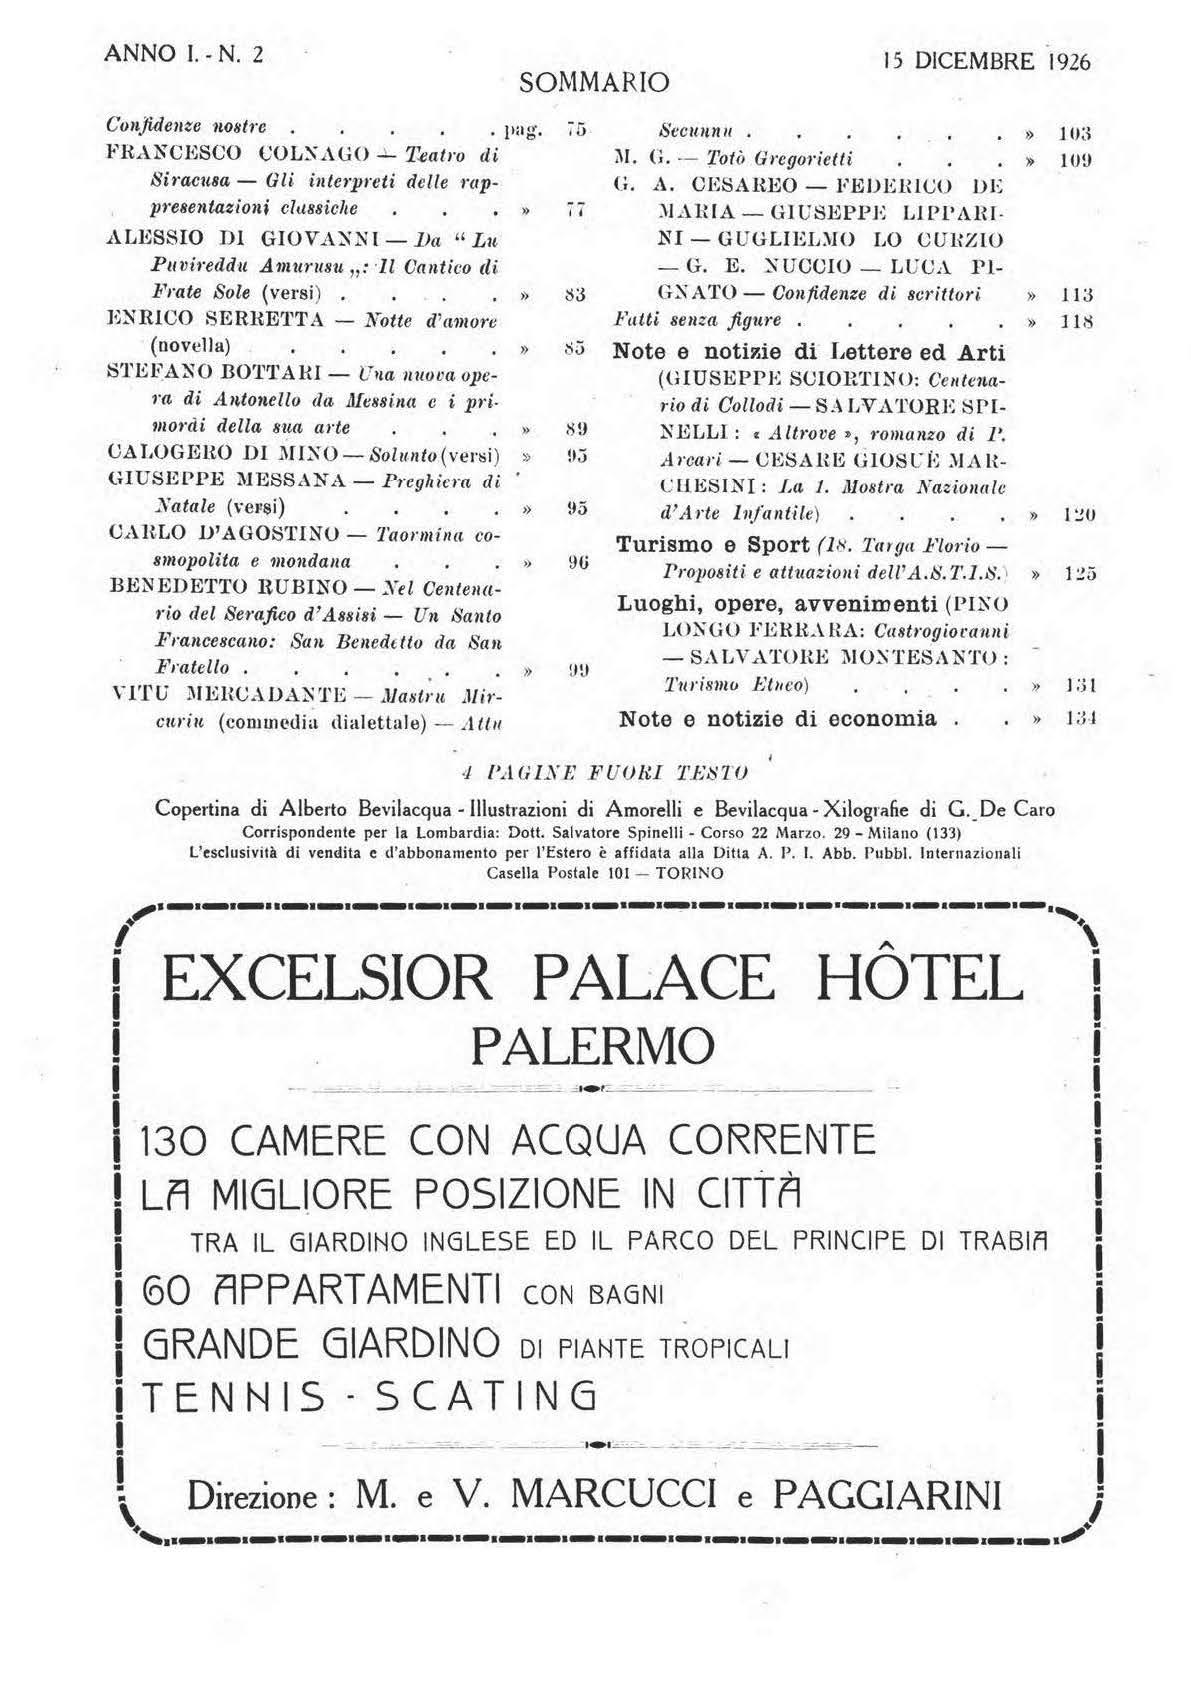 ANNO I. - N. 2
15 DICEMBRE 1926
SOMMARIO
Confidenze nostre . . . . . pag. 75
FRANCESCO COLNAGO — Teatro di
Siracusa — Gli interpreti delle rap-
presentazioni classiche . . . » 77
ALESSIO DI GIOVANNI — Da “ Lu
Puvireddu Amurusu „: Il Cantico di
Frate Sole (versi) . . . . » 83
ENRICO SERRETTA — Notte d'amore
(novella) . . . . . » 85
STEFANO BOTTARI — Una nuova ope-
ra di Antonello da Messina e i pri-
mordi della sua arte . . . » 89
CALOGERO DI MINO — Solunto (versi) » 95
GIUSEPPE MESSANA — Preghiera di
Natale (versi) . . . . » 95
CARLO D'AGOSTINO — Taormina co-
smopolita e mondana . . . » 96
BENEDETTO RUBINO — Nel Centena-
rio del Serafico d'Assisi — Un Santo
Francescano: San Benedetto da San
Fratello . . . . . . » 99
VITU MERCADANTE — Mastru Mir-
curiu (commedia dialettale) — Attu
Secunnu . . . . . . » 103
M. G. — Totò Gregorietti . . . » 109
G. A. CESAREO — FEDERICO DE
MARIA — GIUSEPPE LIPPARI-
NI — GUGLIELMO LO CURZIO
— G. E. NUCCIO — LUCA PI-
GNATO — Confidenze di scrittori » 113
Fatti senza figure . . . . . » 118
Note e notizie di Lettere ed Arti
(GIUSEPPE SCIORTINO: Centena-
rio di Collodi — SALVATORE SPI-
NELLI : « Altrove », romanzo di P.
Arcari — CESARE GIOSUÈ MAR-
CHESINI : La 1. Mostra Nazionale
d'Arte Infantile) . . . . » 120
Turismo e Sport (18. Targa Florio —
Propositi e attuazioni dell'A.S.T.I.S.) » 125
Luoghi, opere, avvenimenti (PINO
LONGO FERRARA: Castrogiovanni
— SALVATORE MONTESANTO :
Turismo Etneo) . . . . » 131
Note e notizie di economia . . » 134
4 PAGINE FUORI TESTO
Copertina di Alberto Bevilacqua - Illustrazioni di Amorelli e Bevilacqua - Xilografie di G. De Caro
Corrispondente per la Lombardia: Dott. Salvatore Spinelli - Corso 22 Marzo. 29 – Milano (133)
L'esclusività di vendita e d'abbonamento per l'Estero è affidata alla Ditta A. P. I. Abb. Pubbl. Internazionali
Casella Postale 101 — TORINO
EXCELSIOR PALACE HÔTEL
PALERMO
130 CAMERE CON ACQUA CORRENTE
LA MIGLIORE POSIZIONE IN CITTÀ
TRA IL GIARDINO INGLESE ED IL PARCO DEL PRINCIPE DI TRABIA
60 APPARTAMENTI CON BAGNI
GRANDE GIARDINO DI PIANTE TROPICALI
TENNIS - SCATING
Direzione : M. e V. MARCUCCI e PAGGIARINI